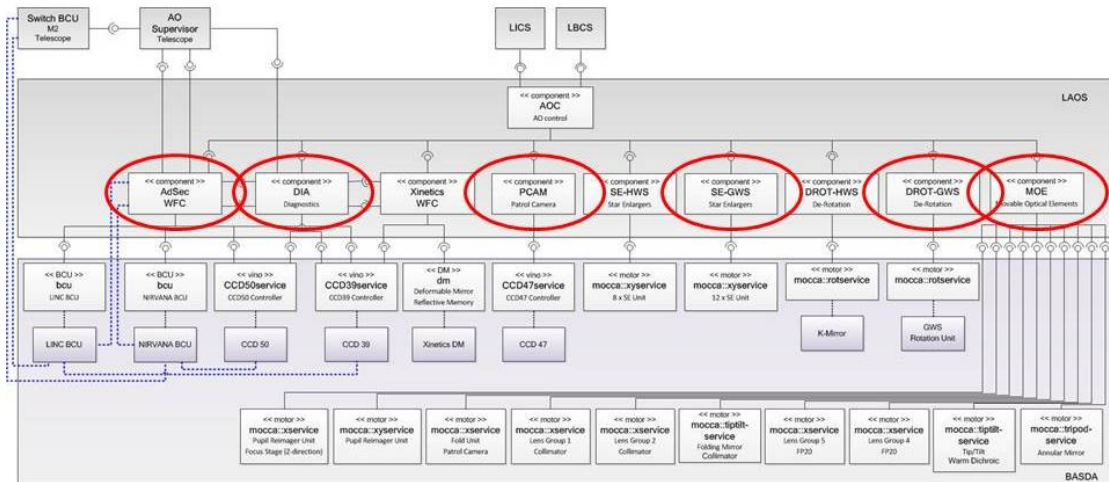 Switch BCU
M2
Telescope
AO
Supervisor
Telescope
LICS
LBCS
LAOS
<< component >>
AOC
AO control
<< component >>
AdSec
WFC
<< component >>
DIA
Diagnostics
<< component >>
Xinetics
WFC
<< component >>
PCAM
Patrol Camera
<< component >>
SE-HWS
Star Enlargers
<< component >>
SE-GWS
Star Enlargers
<< component >>
DROT-HWS
De-Rotation
<< component >>
DROT-GWS
De-Rotation
<< component >>
MOE
Movable Optical Elements
<< BCU >>
bcu
LINC BCU
<< BCU >>
bcu
NIRVANA BCU
<< vino >>
CCD50service
CCD50 Controller
<< vino >>
CCD39service
CCD39 Controller
<< DM >>
dm
Deformable Mirror
Reflective Memory
<< vino >>
CCD47service
CCD47 Controller
<< motor >>
mocca::xyservice
8 x SE Unit
<< motor >>
mocca::xyservice
12 x SE Unit
<< motor >>
mocca::rotservice
<< motor >>
mocca::rotservice
LINC BCU
NIRVANA BCU
CCD 50
CCD 39
Xinetics DM
CCD 47
K-Mirror
GWS
Rotation Unit
<< motor >>
mocca::xservice
Pupil Reimager Unit
Focus Stage (Z-direction)
<< motor >>
mocca::xyservice
Pupil Reimager Unit
<< motor >>
mocca::xservice
Fold Unit
Patrol Camera
<< motor >>
mocca::xservice
Lens Group 1
Collimator
<< motor >>
mocca::xservice
Lens Group 2
Collimator
<< motor >>
mocca::tiptilt-
service
Folding Mirror
Collimator
<< motor >>
mocca::xservice
Lens Group 5
FP20
<< motor >>
mocca::xservice
Lens Group 4
FP20
<< motor >>
mocca::tiptilt-
service
Tip/Tilt
Warm Dichroic
<< motor >>
mocca::tripod-
service
Annular Mirror
BASDA